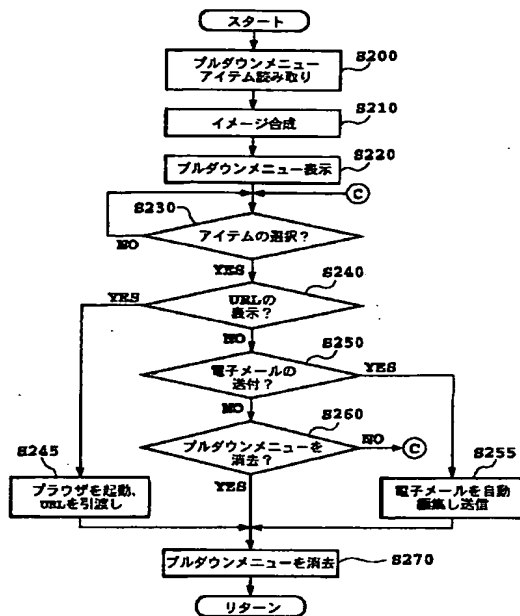 スタート
プルダウンメニュー
アイテム読み取り
S200
イメージ合成
S210
プルダウンメニュー表示
S220
C
S230
アイテムの選択?
NO
YES
S240
YES
URLの
表示?
NO
S250
電子メールの
送付?
YES
NO
S260
プルダウンメニューを
消去?
NO
C
YES
S245
ブラウザを起動、
URLを引渡し
S255
電子メールを自動
編集し送信
プルダウンメニューを消去
S270
リターン